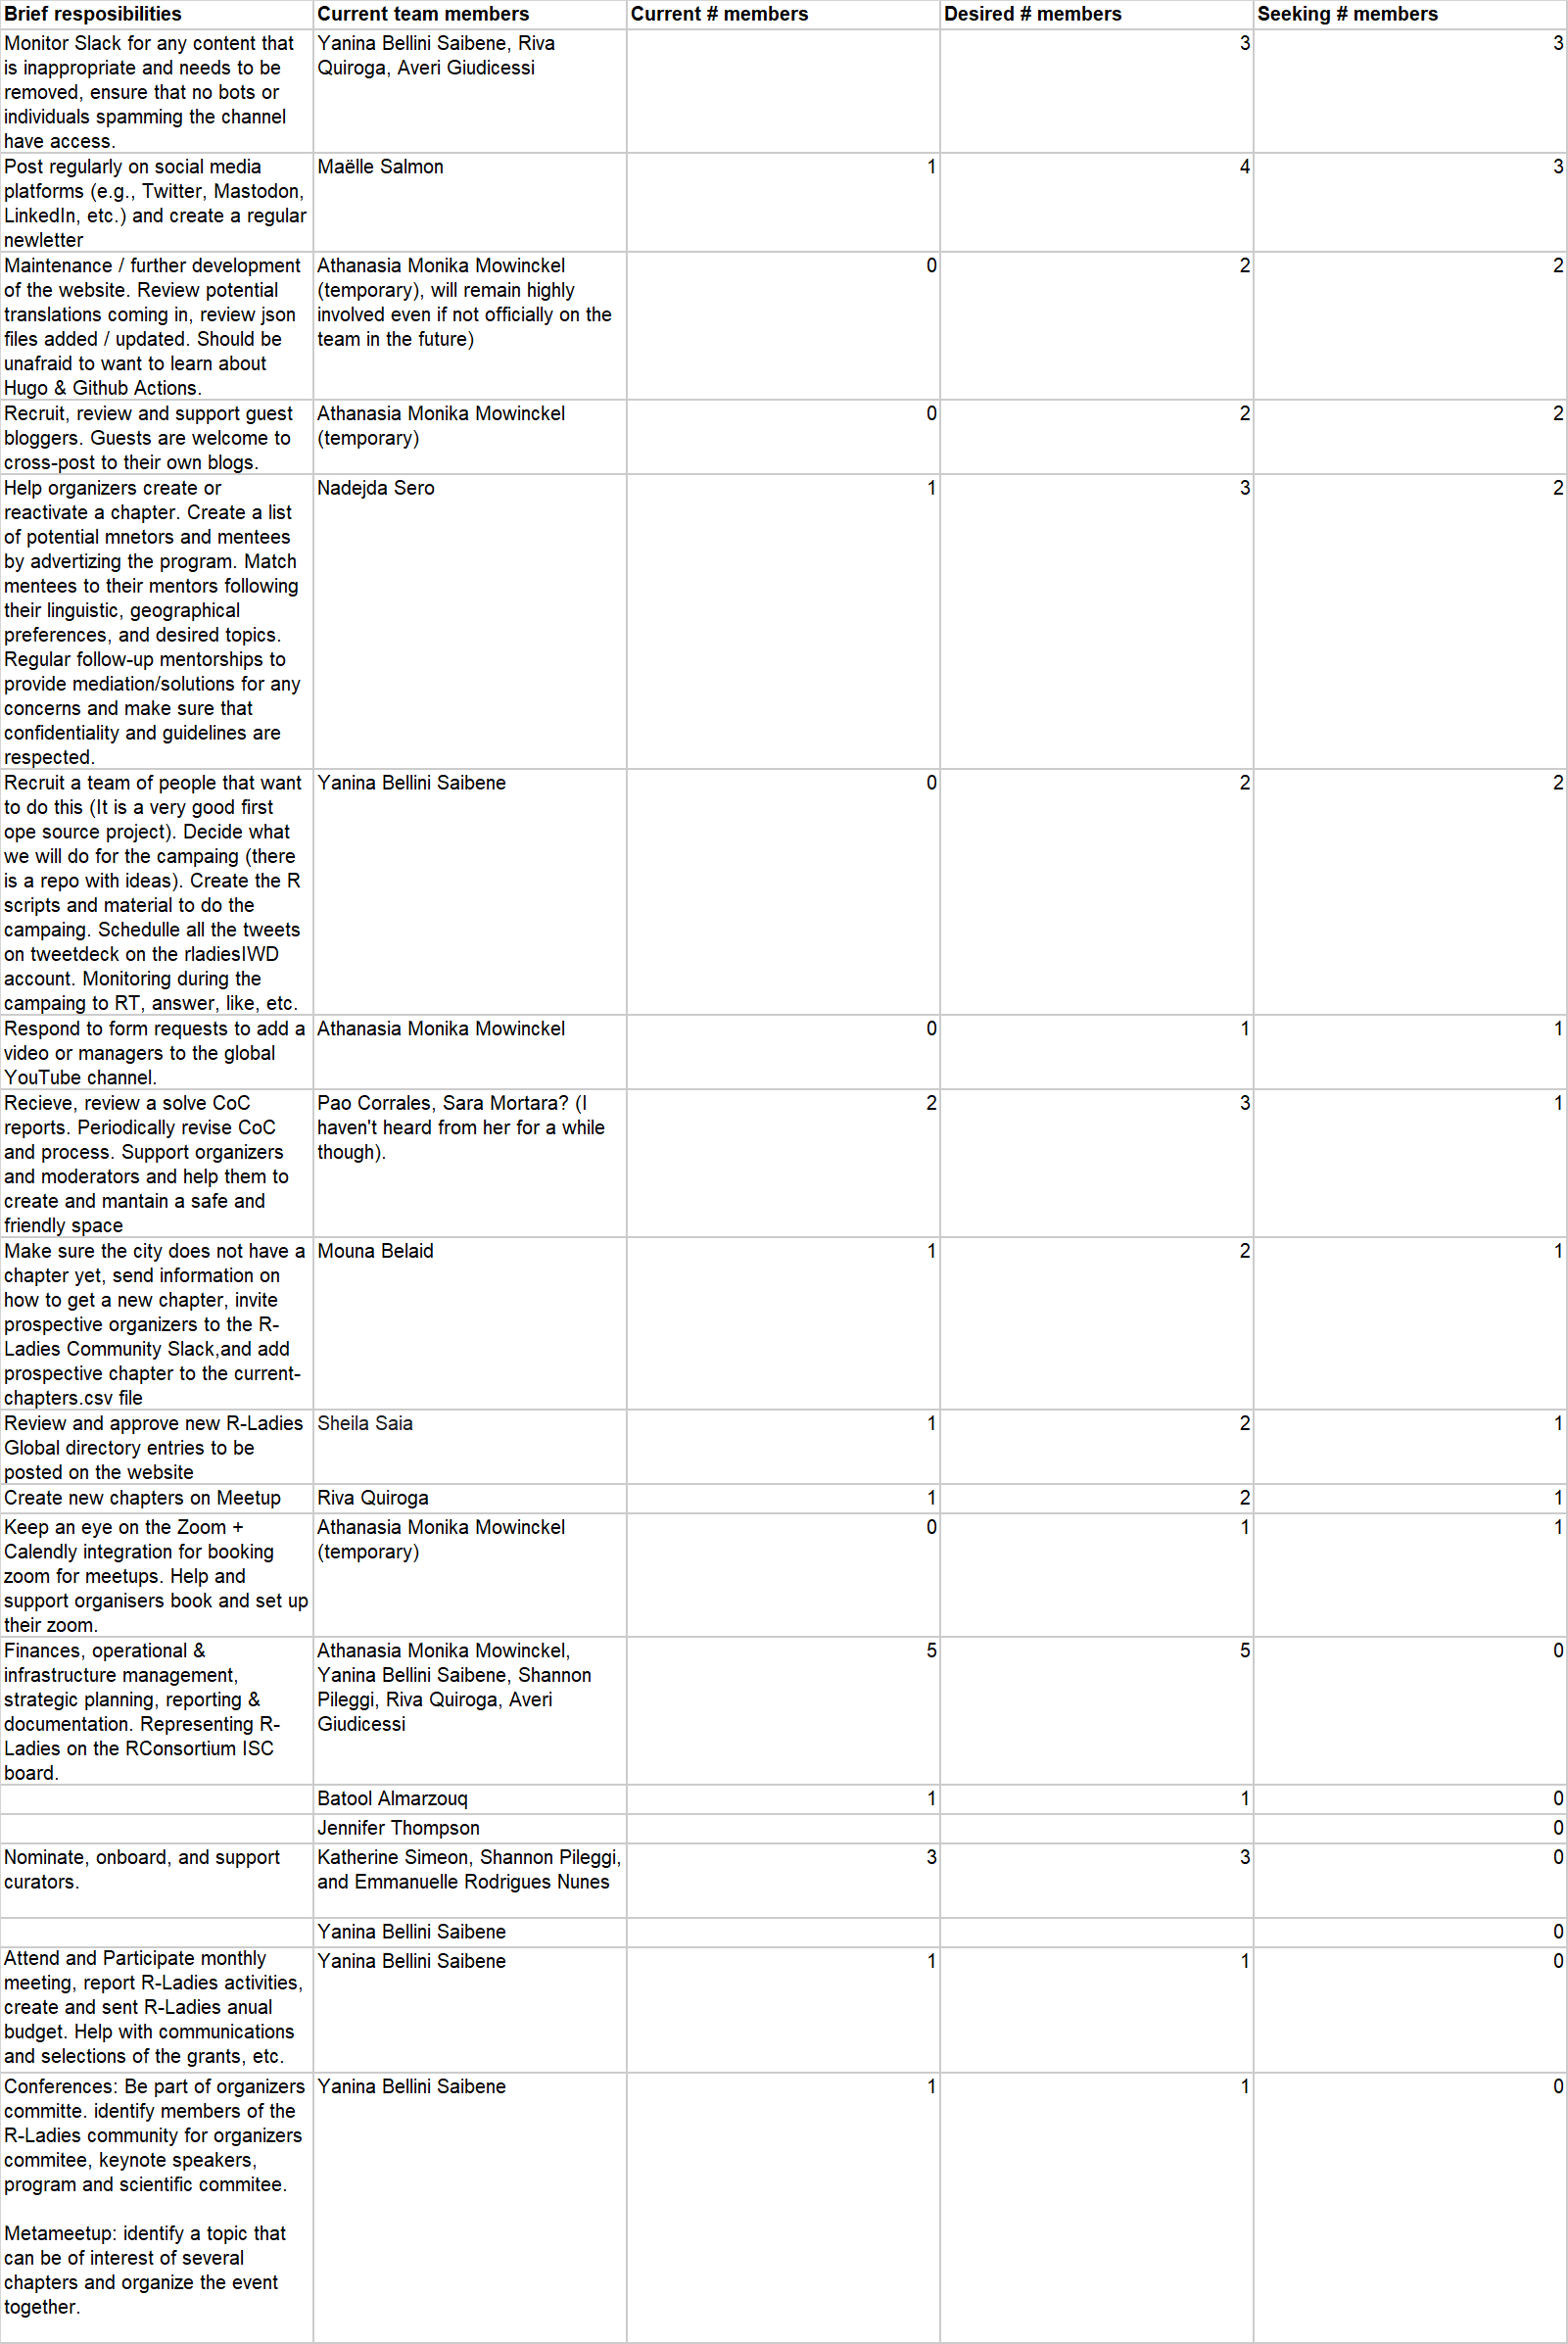 Brief resposibilities
Current team members
Current # members
Desired # members
Seeking # members
Monitor Slack for any content that
is inappropriate and needs to be
removed, ensure that no bots or
individuals spamming the channel
have access.
Yanina Bellini Saibene, Riva
Quiroga, Averi Giudicessi
3
3
Post regularly on social media
platforms (e.g., Twitter, Mastodon,
LinkedIn, etc.) and create a regular
newletter
Maëlle Salmon
1
4
3
Maintenance / further development
of the website. Review potential
translations coming in, review json
files added / updated. Should be
unafraid to want to learn about
Hugo & Github Actions.
Athanasia Monika Mowinckel
(temporary), will remain highly
involved even if not officially on the
team in the future)
0
2
2
Recruit, review and support guest
bloggers. Guests are welcome to
cross-post to their own blogs.
Athanasia Monika Mowinckel
(temporary)
0
2
2
Help organizers create or
reactivate a chapter. Create a list
of potential mnetors and mentees
by advertizing the program. Match
mentees to their mentors following
their linguistic, geographical
preferences, and desired topics.
Regular follow-up mentorships to
provide mediation/solutions for any
concerns and make sure that
confidentiality and guidelines are
respected.
Nadejda Sero
1
3
2
Recruit a team of people that want
to do this (It is a very good first
ope source project). Decide what
we will do for the campaing (there
is a repo with ideas). Create the R
scripts and material to do the
campaing. Schedulle all the tweets
on tweetdeck on the rladiesIWD
account. Monitoring during the
campaing to RT, answer, like, etc.
Yanina Bellini Saibene
0
2
2
Respond to form requests to add a
video or managers to the global
YouTube channel.
Athanasia Monika Mowinckel
0
1
1
Recieve, review a solve CoC
reports. Periodically revise CoC
and process. Support organizers
and moderators and help them to
create and mantain a safe and
friendly space
Pao Corrales, Sara Mortara? (I
haven't heard from her for a while
though).
2
3
1
Make sure the city does not have a
chapter yet, send information on
how to get a new chapter, invite
prospective organizers to the R-
Ladies Community Slack,and add
prospective chapter to the current-
chapters.csv file
Mouna Belaid
1
2
1
Review and approve new R-Ladies
Global directory entries to be
posted on the website
Sheila Saia
1
2
1
Create new chapters on Meetup
Riva Quiroga
1
2
1
Keep an eye on the Zoom +
Calendly integration for booking
zoom for meetups. Help and
support organisers book and set up
their zoom.
Athanasia Monika Mowinckel
(temporary)
0
1
1
Finances, operational &
infrastructure management,
strategic planning, reporting &
documentation. Representing R-
Ladies on the RConsortium ISC
board.
Athanasia Monika Mowinckel,
Yanina Bellini Saibene, Shannon
Pileggi, Riva Quiroga, Averi
Giudicessi
5
5
0
Batool Almarzouq
1
1
0
Jennifer Thompson
0
Nominate, onboard, and support
curators.
Katherine Simeon, Shannon Pileggi,
and Emmanuelle Rodrigues Nunes
3
3
0
Yanina Bellini Saibene
0
Attend and Participate monthly
meeting, report R-Ladies activities,
create and sent R-Ladies anual
budget. Help with communications
and selections of the grants, etc.
Yanina Bellini Saibene
1
1
0
Conferences: Be part of organizers
committe. identify members of the
R-Ladies community for organizers
commitee, keynote speakers,
program and scientific commitee.
Metameetup: identify a topic that
can be of interest of several
chapters and organize the event
together.
Yanina Bellini Saibene
1
1
0